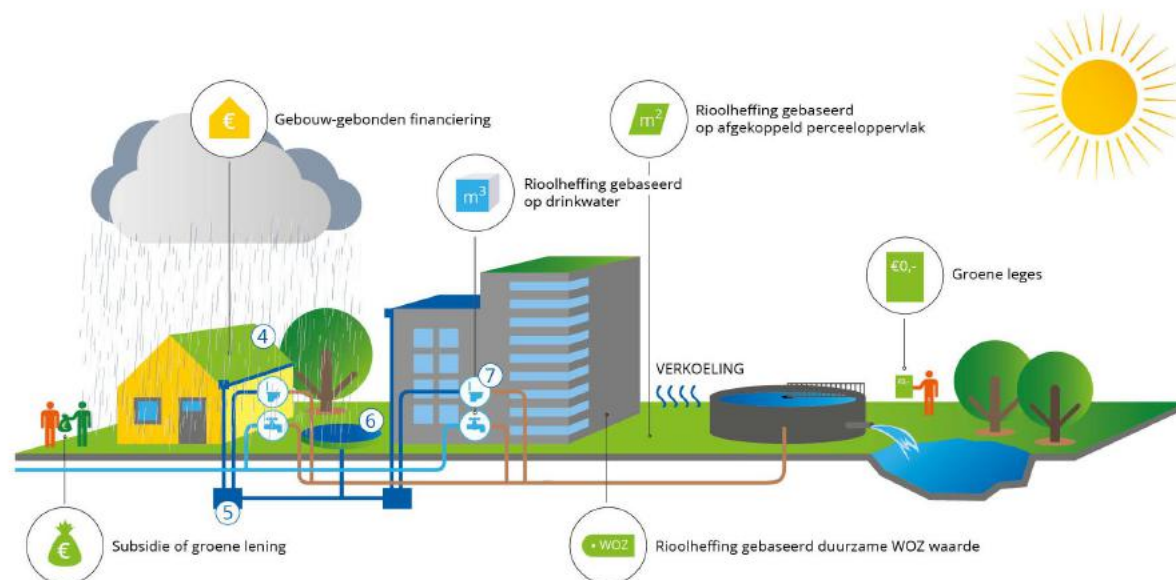 €
Gebouw-gebonden financiering
m²
Rioolheffing gebaseerd
op afgekoppeld perceeloppervlak
m³
Rioolheffing gebaseerd
op drinkwater
€0,-
Groene leges
4
7
VERKOELING
€0,-
6
5
€
Subsidie of groene lening
• WOZ
Rioolheffing gebaseerd duurzame WOZ waarde